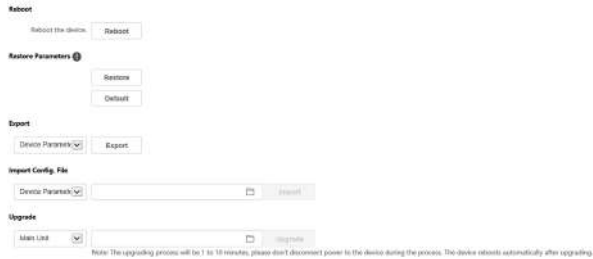 Reboot
Reboot the device. Reboot
Restore Parameters
Restore
Default
Export
Device Paramete Export
Import Config. File
Device Paramete Import
Upgrade
Main Unit Upgrade
Note: The upgrading process will be 1 to 10 minutes, please don't disconnect power to the device during the process. The device reboots automatically after upgrading.